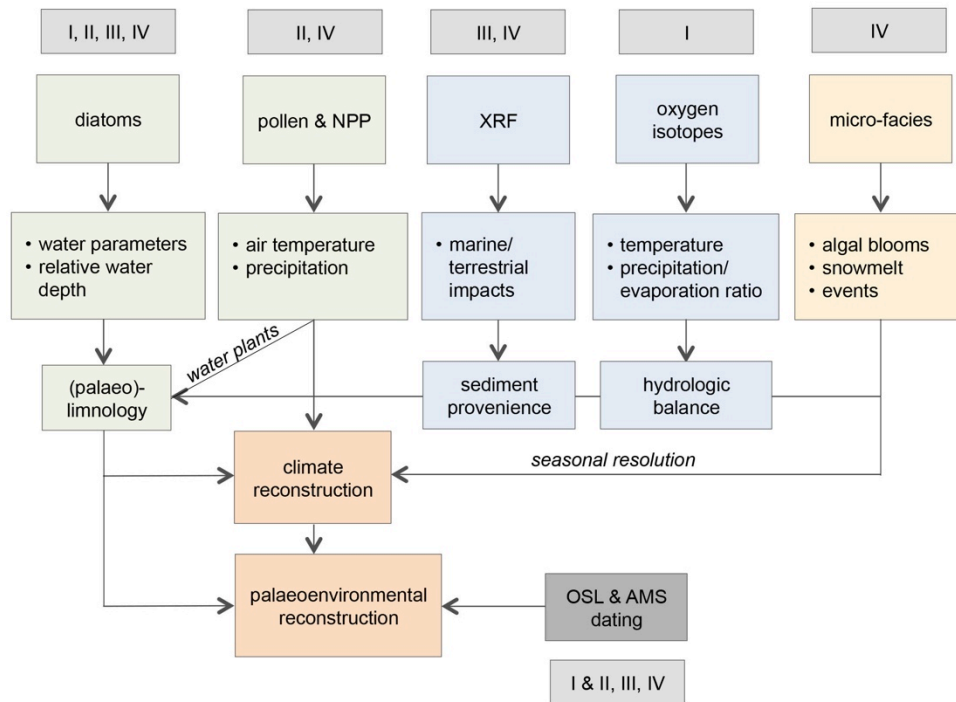 I, II, III, IV
II, IV
III, IV
I
IV
diatoms
pollen & NPP
XRF
oxygen
isotopes
micro-facies
• water parameters
• relative water
depth
• air temperature
• precipitation
• marine/
terrestrial
impacts
• temperature
• precipitation/
evaporation ratio
• algal blooms
• snowmelt
• events
water plants
(palaeo)-
limnology
sediment
provenience
hydrologic
balance
climate
reconstruction
seasonal resolution
palaeoenvironmental
reconstruction
OSL & AMS
dating
I & II, III, IV